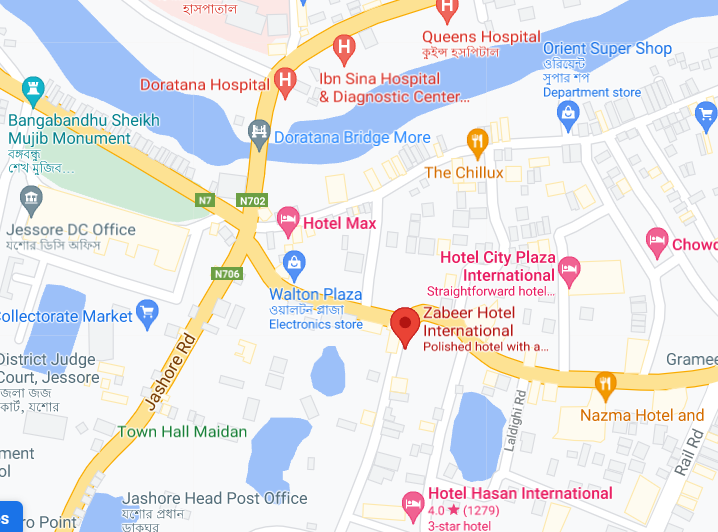 হাসপাতাল
Queens Hospital
কুইন্স হসপিটাল
Orient Super Shop
ওরিয়েন্ট
সুপার শপ
Department store
Doratana Hospital
Ibn Sina Hospital
& Diagnostic Center...
Bangabandhu Sheikh
Mujib Monument
বঙ্গবন্ধু
শেখ মুজিব...
Doratana Bridge More
The Chillux
N7
N702
Jessore DC Office
যশোর ডিসি অফিস
Hotel Max
Chowd
Hotel City Plaza
International
Straightforward hotel...
N706
Walton Plaza
ওয়ালটন প্লাজা
Electronics store
Collectorate Market
Zabeer Hotel
International
Polished hotel with a...
Jashore Rd
District Judge
Court, Jessore
জেলা জজ
কোর্ট, যশোর
Gramee
Nazma Hotel and
Laldighi Rd
Rail Rd
Town Hall Maidan
ment
ol
Jashore Head Post Office
যশোর প্রধান
ডাকঘর
Hotel Hasan International
4.0 ★ (1279)
3-star hotel
ro Point
s